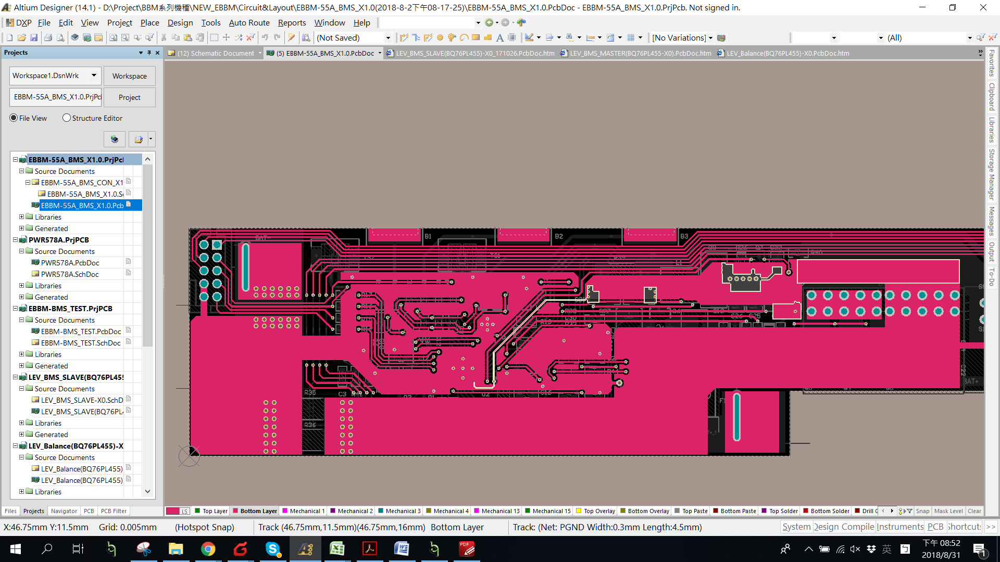 Altium Designer (14.1) - D:\Project\BBM系列機種\NEW_EBBM\Circuit&Layout\EBBM-55A_BMS_X1.0(2018-8-2下午08-17-25)\EBBM-55A_BMS_X1.0.PcbDoc - EBBM-55A_BMS_X1.0.PrjPcb. Not signed in.
DXP File Edit View Project Place Design Tools Auto Route Reports Window Help
(Not Saved) [No Variations] (All)
Projects
(12) Schematic Document (5) EBBM-55A_BMS_X1.0.PcbDoc LEV_BMS_SLAVE(BQ76PL455)-X0_171026.PcbDoc.htm LEV_BMS_MASTER(BQ76PL455-X0).PcbDoc.htm LEV_Balance(BQ76PL455)-X0.PcbDoc.htm
Workspace1.DsnWrk Workspace
EBBM-55A_BMS_X1.0.PrjPcl Project
File View Structure Editor
EBBM-55A_BMS_X1.0.PrjPcl
Source Documents
EBBM-55A_BMS_CON_X1
EBBM-55A_BMS_X1.0.Sc
EBBM-55A_BMS_X1.0.Pcb
Libraries
Generated
PWR578A.PrjPCB
Source Documents
PWR578A.PcbDoc
PWR578A.SchDoc
Libraries
Generated
EBBM-BMS_TEST.PrjPCB
Source Documents
EBBM-BMS_TEST.PcbDoc
EBBM-BMS_TEST.SchDoc
Libraries
Generated
LEV_BMS_SLAVE(BQ76PL455
Source Documents
LEV_BMS_SLAVE-X0.SchD
LEV_BMS_SLAVE(BQ76PL4
Libraries
Generated
LEV_Balance(BQ76PL455)-X
Source Documents
LEV_Balance(BQ76PL455)
LEV_Balance(BQ76PL455)
Libraries
Files Projects Navigator PCB PCB Filter
B1 B2 B3
R35 C3
R36
BAT+
Favorites
Clipboard
Libraries
Storage Manager
Messages
Output
To-Do
LS Top Layer Bottom Layer Mechanical 1 Mechanical 2 Mechanical 3 Mechanical 4 Mechanical 13 Mechanical 15 Top Overlay Bottom Overlay Top Paste Bottom Paste Top Solder Bottom Solder Drill G Snap Mask Level Clear
X:46.75mm Y:11.5mm Grid: 0.005mm (Hotspot Snap) Track (46.75mm,11.5mm)(46.75mm,16mm) Bottom Layer Track: (Net: PGND Width:0.3mm Length:4.5mm) System Design Compile Instruments PCB Shortcuts >>
英 下午 08:52
2018/8/31
1